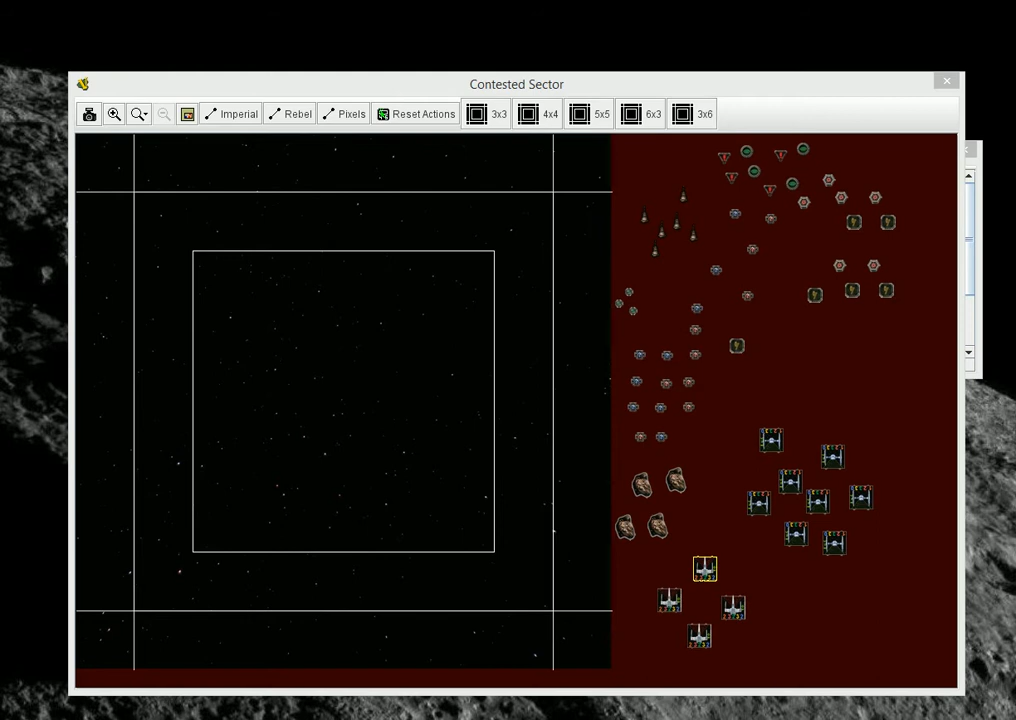 Contested Sector
Imperial Rebel Pixels Reset Actions 3x3 4x4 5x5 6x3 3x6